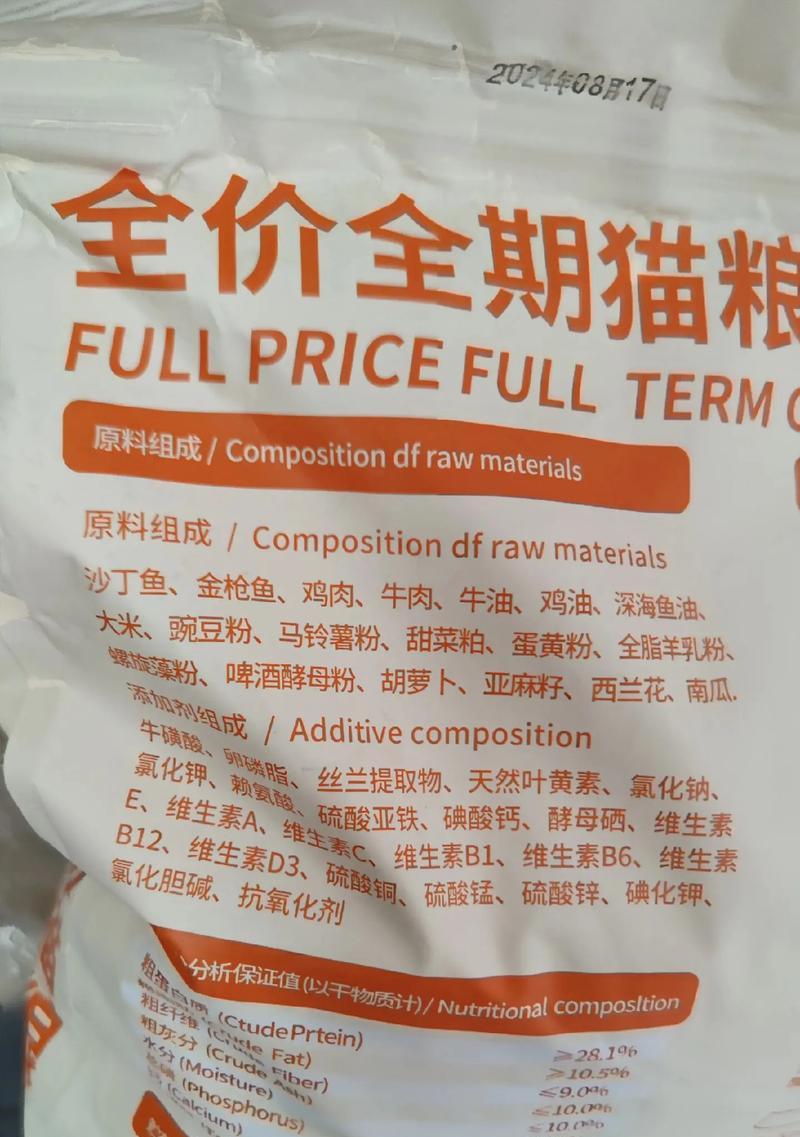 2024年08月17日
全价全期猫粮
FULL PRICE FULL TERM C
原料组成 / Composition df raw materials
原料组成 / Composition df raw materials
沙丁鱼、金枪鱼、鸡肉、牛肉、牛油、鸡油、深海鱼油、
大米、豌豆粉、马铃薯粉、甜菜粕、蛋黄粉、全脂羊乳粉、
螺旋藻粉、啤酒酵母粉、胡萝卜、亚麻籽、西兰花、南瓜.
添加剂组成 / Additive composition
牛磺酸、卵磷脂、丝兰提取物、天然叶黄素、氯化钠、
氯化钾、赖氨酸、硫酸亚铁、碘酸钙、酵母硒、维生素
E、维生素A、维生素C、维生素B1、维生素B6、维生素
B12、维生素D3、硫酸铜、硫酸锰、硫酸锌、碘化钾、
氯化胆碱、抗氧化剂
分析保证值(以干物质计)/ Nutritional composltion
粗蛋白质 (CtudePrtein) ≥28.1%
(Crude Fat) ≥10.5%
粗纤维 (Crude Fiber) ≤9.0%
粗灰分 (Crude Ash) ≤10.0%
水分 (Moisture) ≤10.0%
(Phosphorus)
(Calcium)